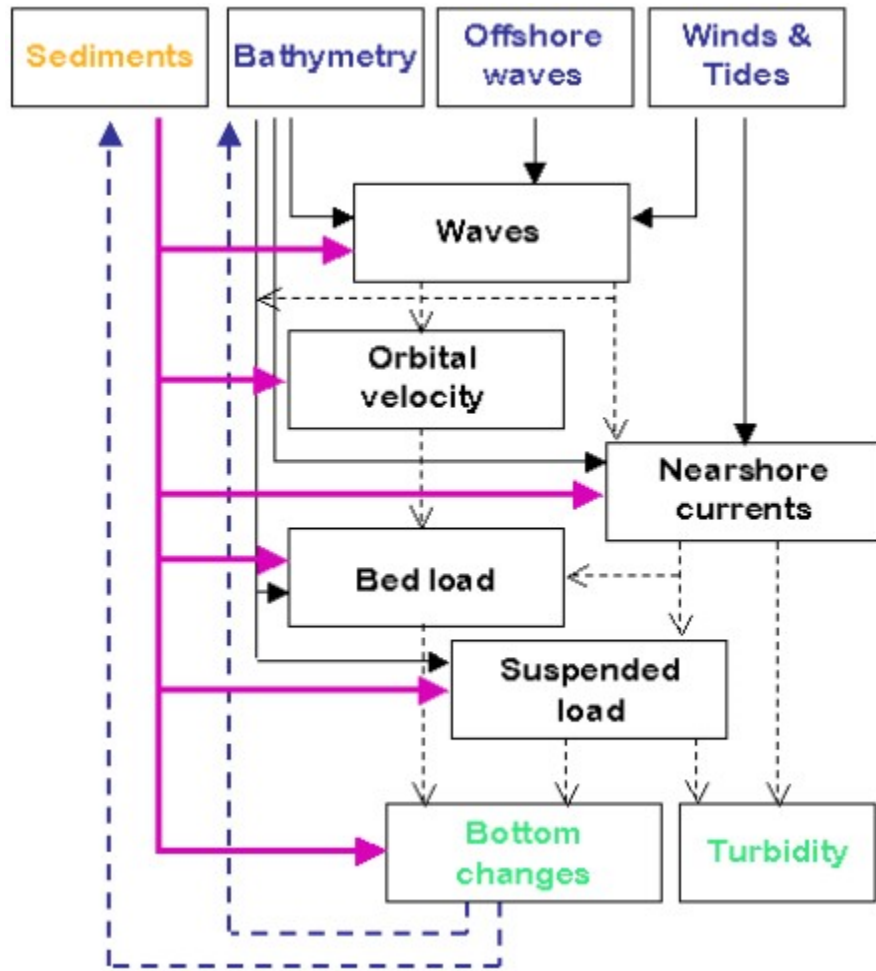 Sediments
Bathymetry
Offshore
waves
Winds &
Tides
Waves
Orbital
velocity
Nearshore
currents
Bed load
Suspended
load
Bottom
changes
Turbidity